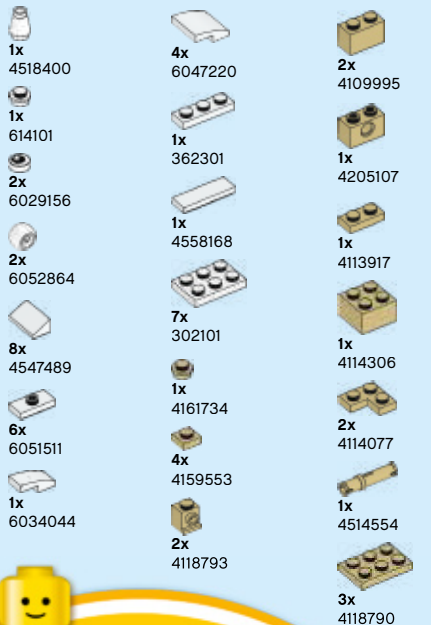 1x
4518400
1x
614101
2x
6029156
2x
6052864
8x
4547489
6x
6051511
1x
6034044
4x
6047220
1x
362301
1x
4558168
7x
302101
1x
4161734
4x
4159553
2x
4118793
2x
4109995
1x
4205107
1x
4113917
1x
4114306
2x
4114077
1x
4514554
3x
4118790